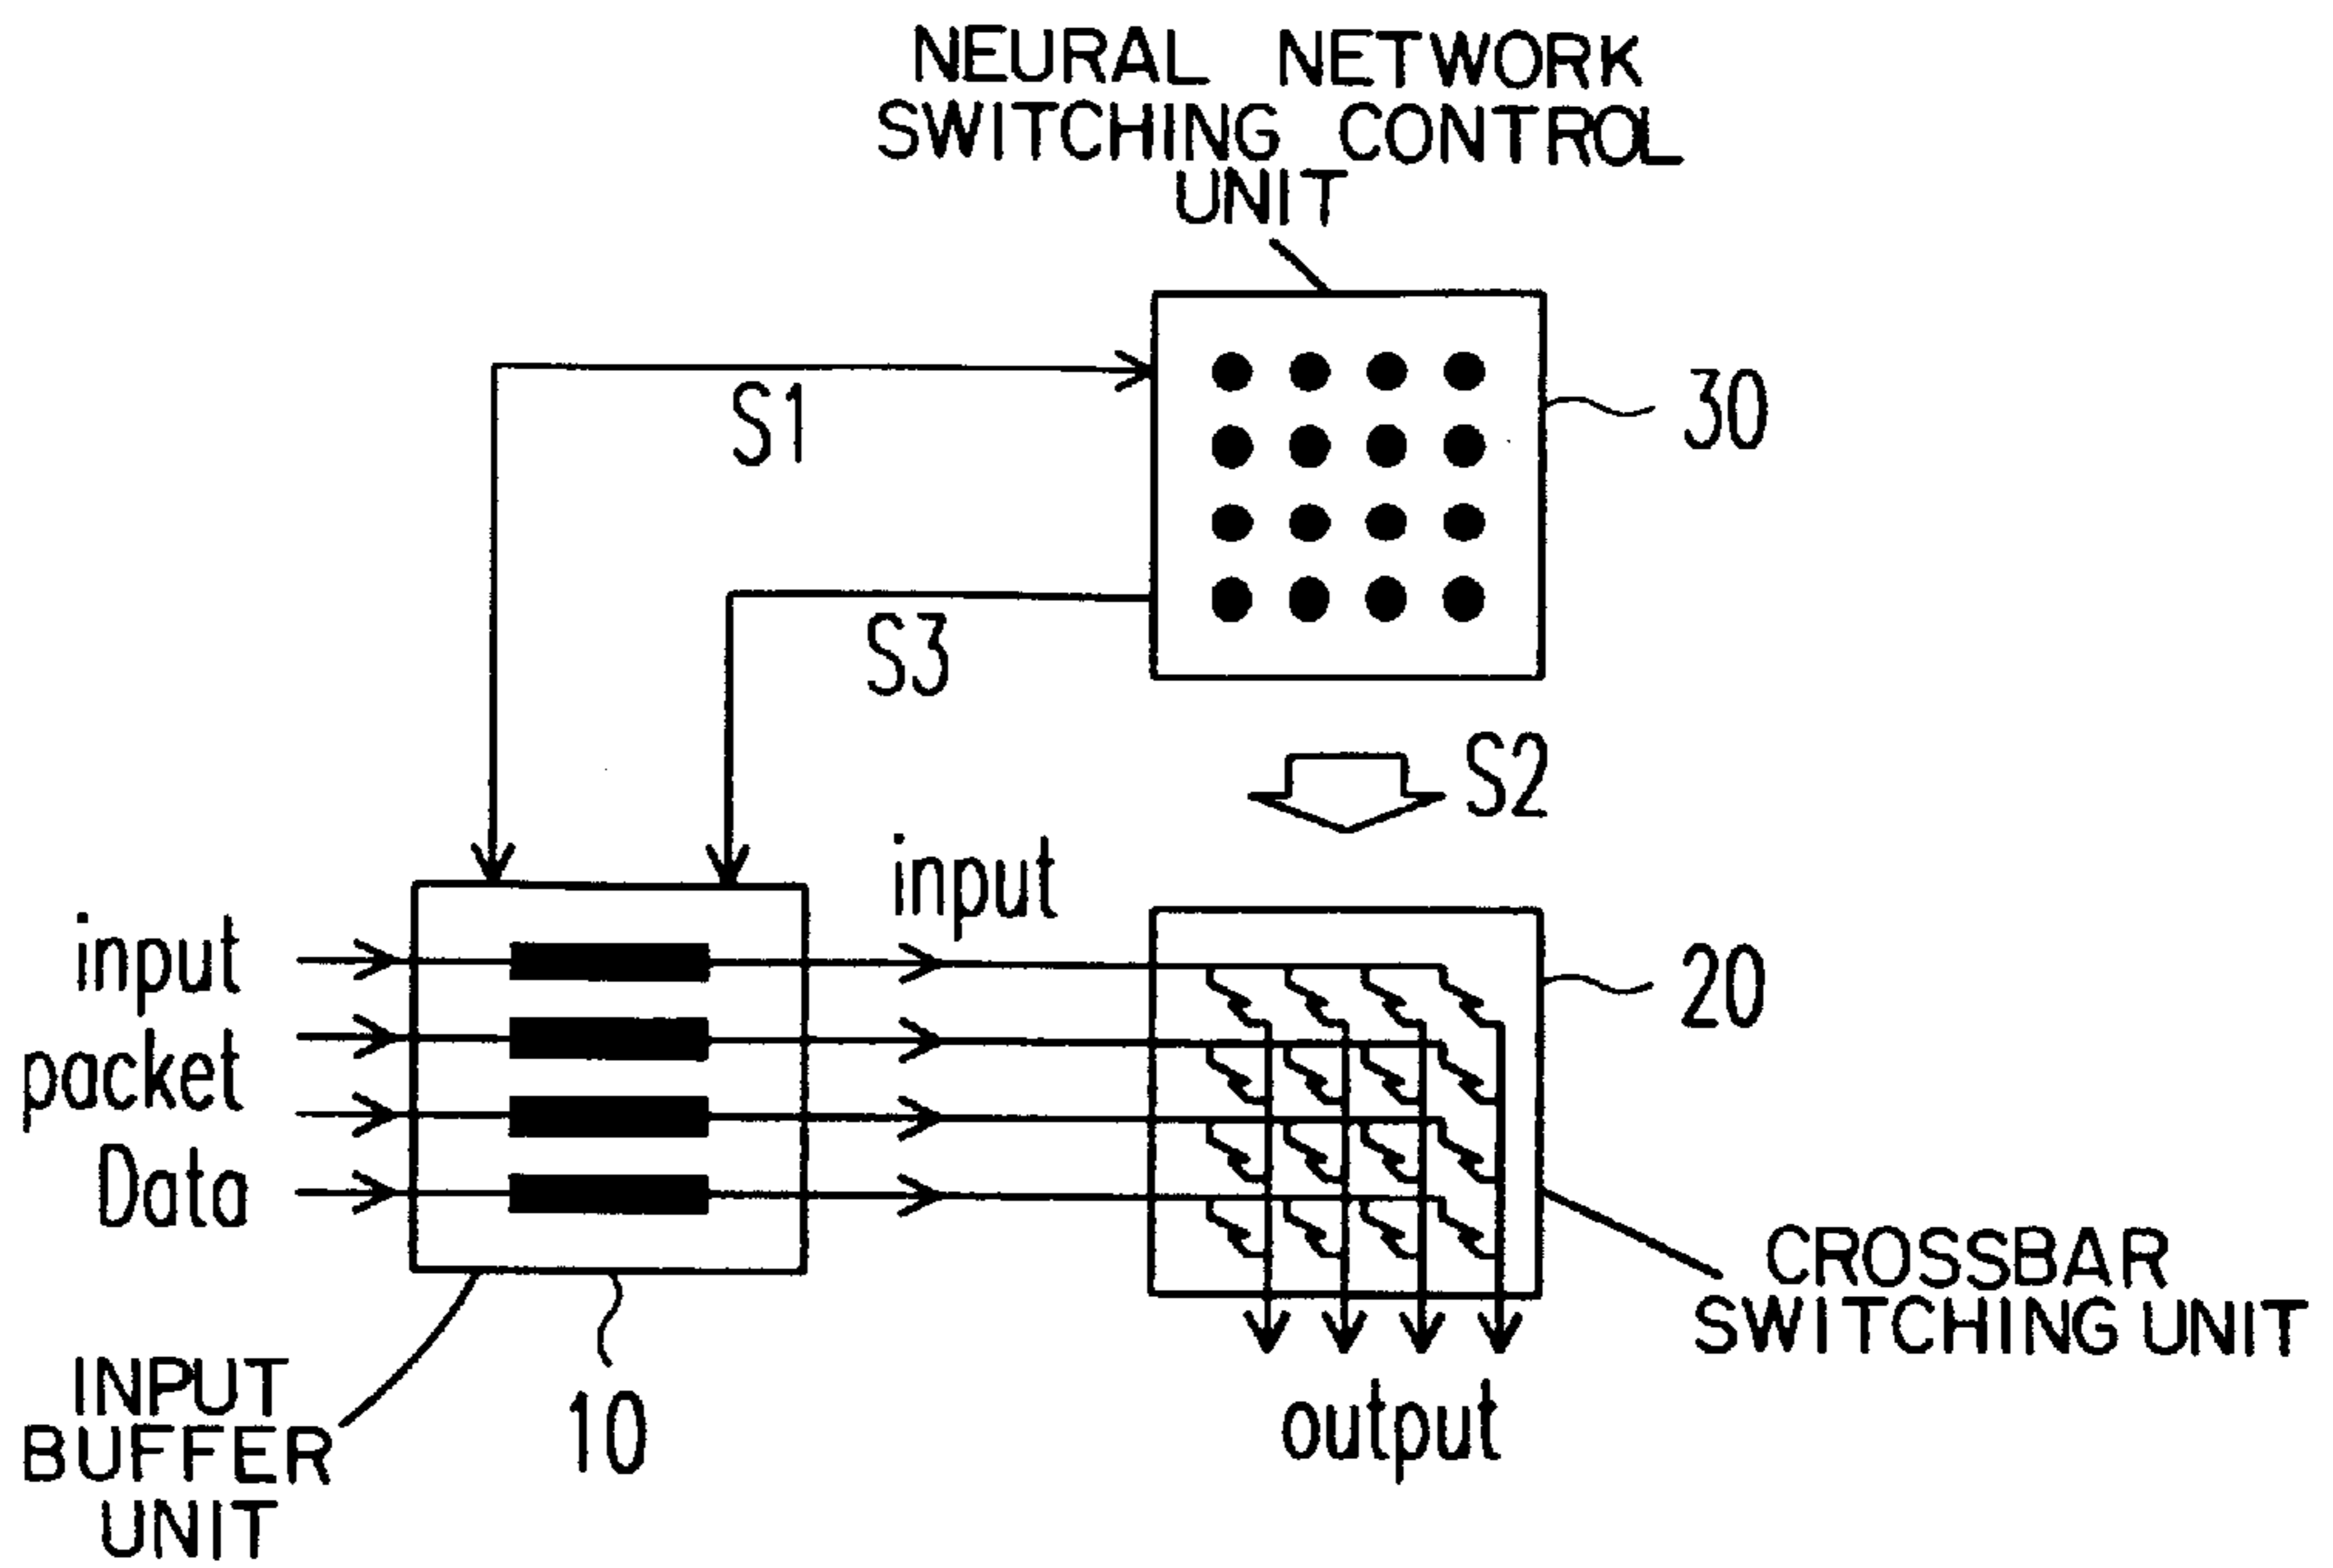 NEURAL NETWORK
SWITCHING CONTROL
UNIT
S1
30
S3
S2
input
input
packet
Data
20
CROSSBAR
SWITCHING UNIT
INPUT
BUFFER
UNIT
10
output